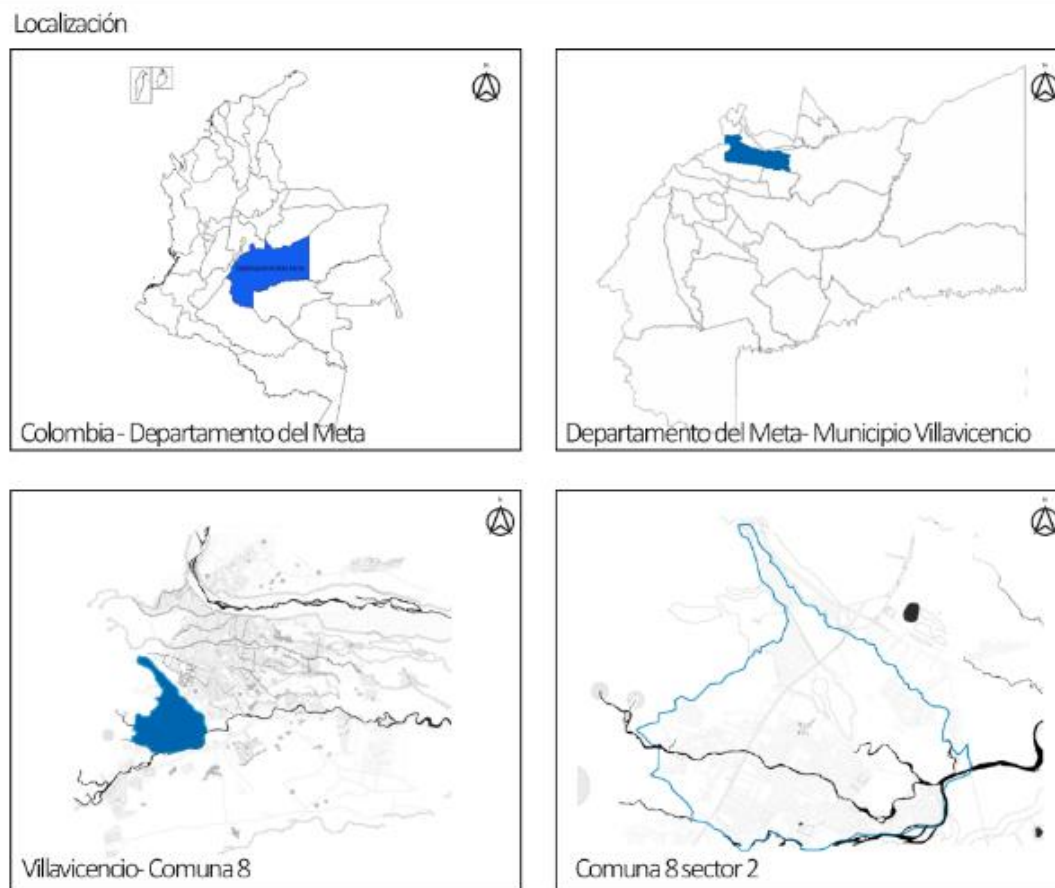 Localización
Colombia - Departamento del Meta
Departamento del Meta- Municipio Villavicencio
Villavicencio- Comuna 8
Comuna 8 sector 2